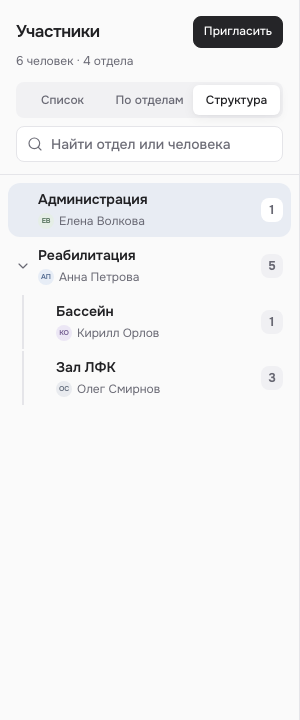 Участники
Пригласить
6 человек · 4 отдела
Список По отделам Структура
Найти отдел или человека
Администрация
ЕВ Елена Волкова
1
Реабилитация
АП Анна Петрова
5
Бассейн
КО Кирилл Орлов
1
Зал ЛФК
ОС Олег Смирнов
3